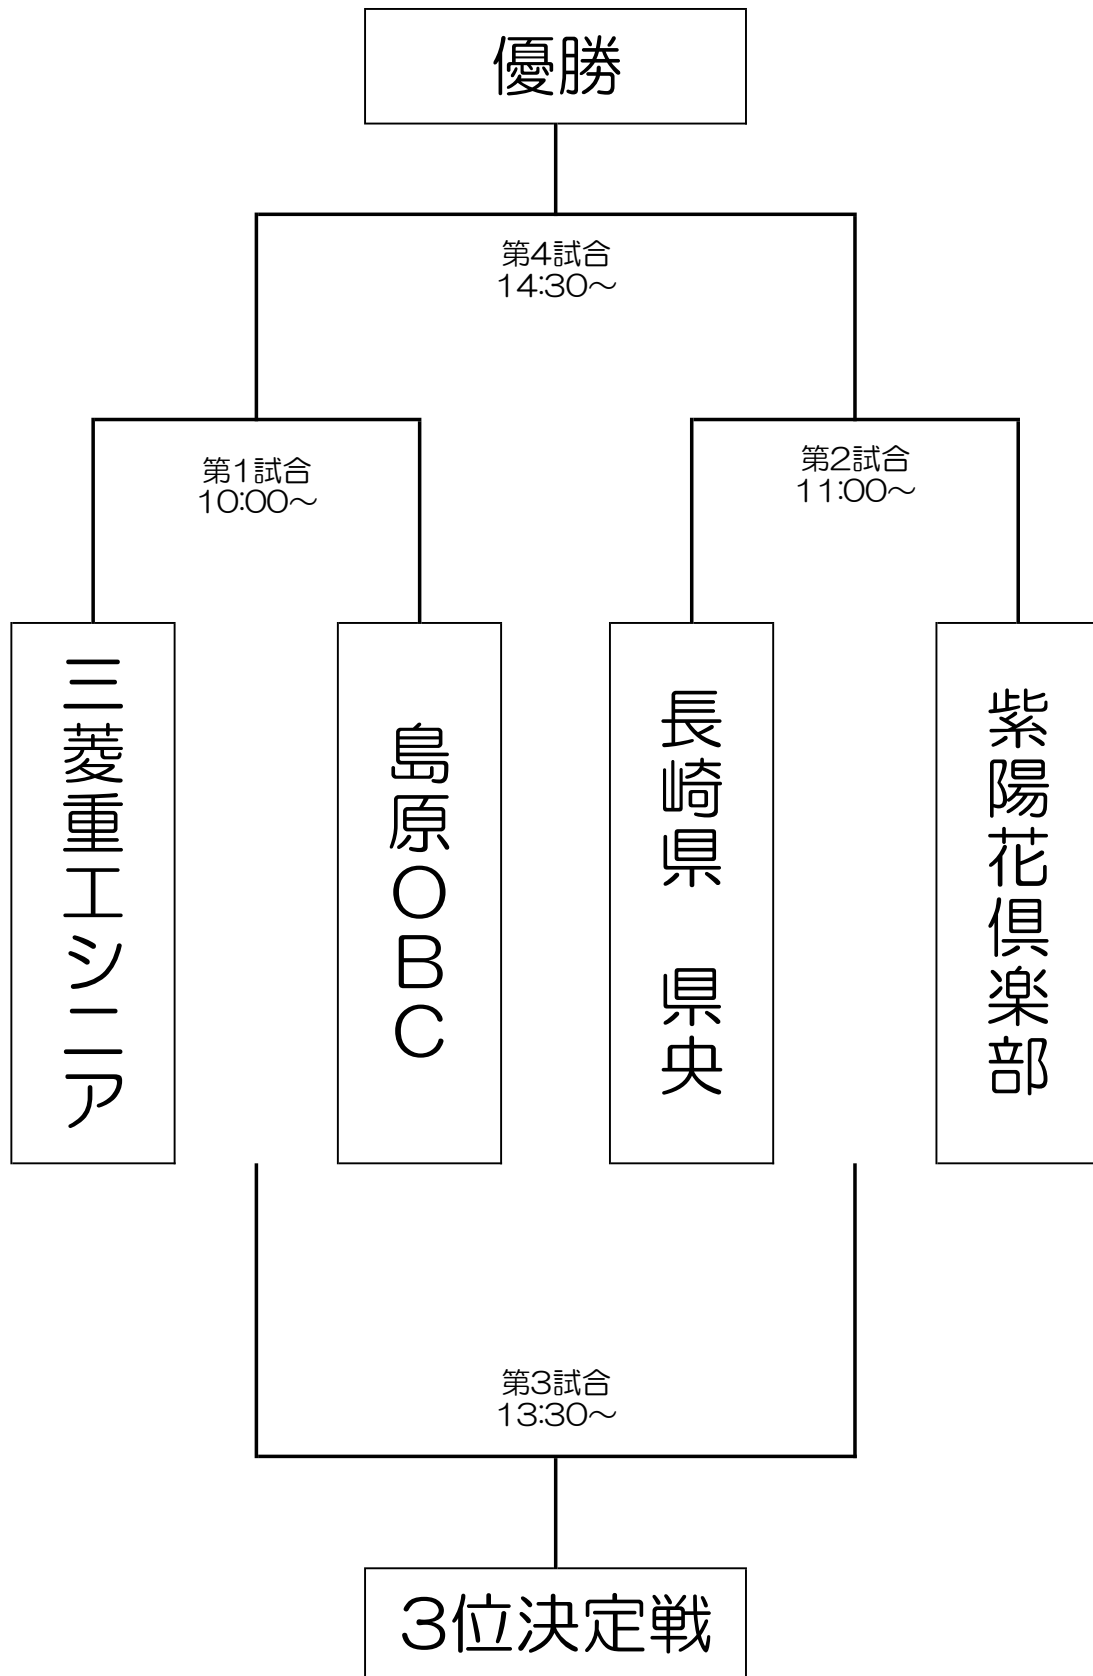 優勝
第4試合
14:30～
第1試合
10:00～
第2試合
11:00～
三菱重工シニア
島原OBC
長崎県　県央
紫陽花倶楽部
第3試合
13:30～
3位決定戦